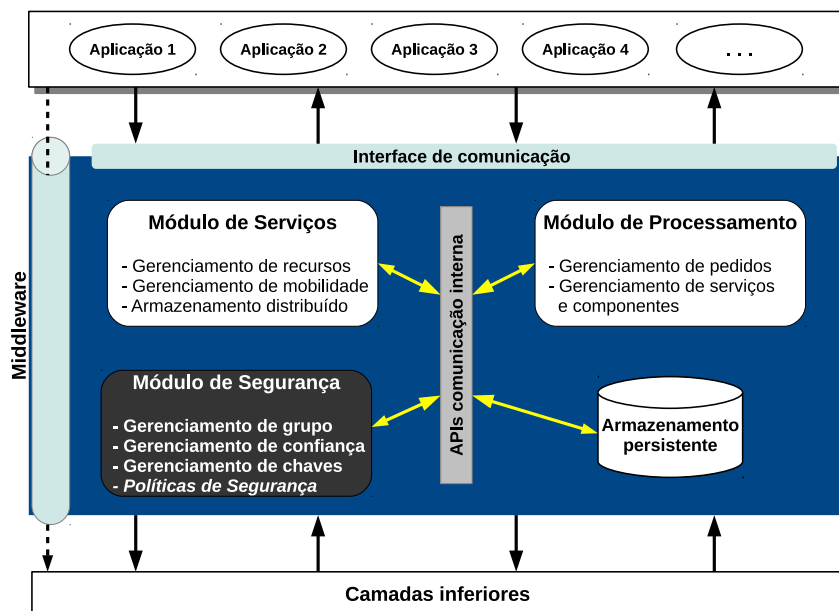 Aplicação 1
Aplicação 2
Aplicação 3
Aplicação 4
. . .
Interface de comunicação
Middleware
Módulo de Serviços
- Gerenciamento de recursos
- Gerenciamento de mobilidade
- Armazenamento distribuído
APIs comunicação interna
Módulo de Processamento
- Gerenciamento de pedidos
- Gerenciamento de serviços
e componentes
Módulo de Segurança
- Gerenciamento de grupo
- Gerenciamento de confiança
- Gerenciamento de chaves
- Políticas de Segurança
Armazenamento
persistente
Camadas inferiores